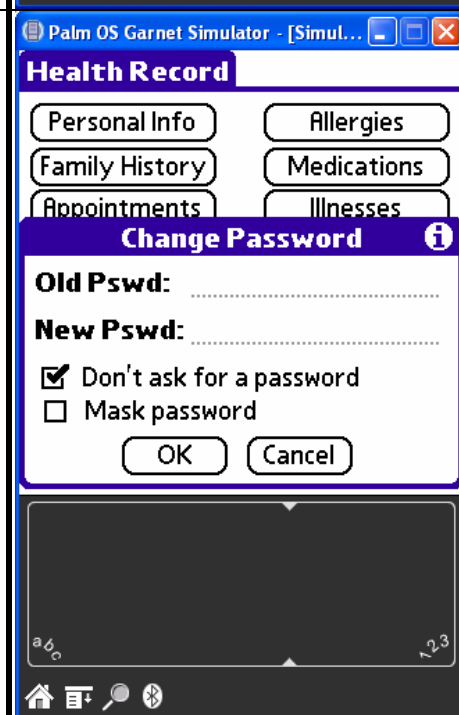 Palm OS Garnet Simulator - [Simul...
Health Record
Personal Info Allergies
Family History Medications
Appointments Illnesses
Change Password i
Old Pswd:
New Pswd:
Don't ask for a password
Mask password
OK Cancel
abc 123